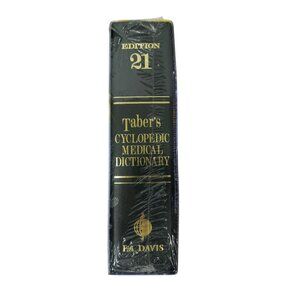 EDITION
21
Taber's
CYCLOPEDIC
MEDICAL
DICTIONARY
F.A. DAVIS